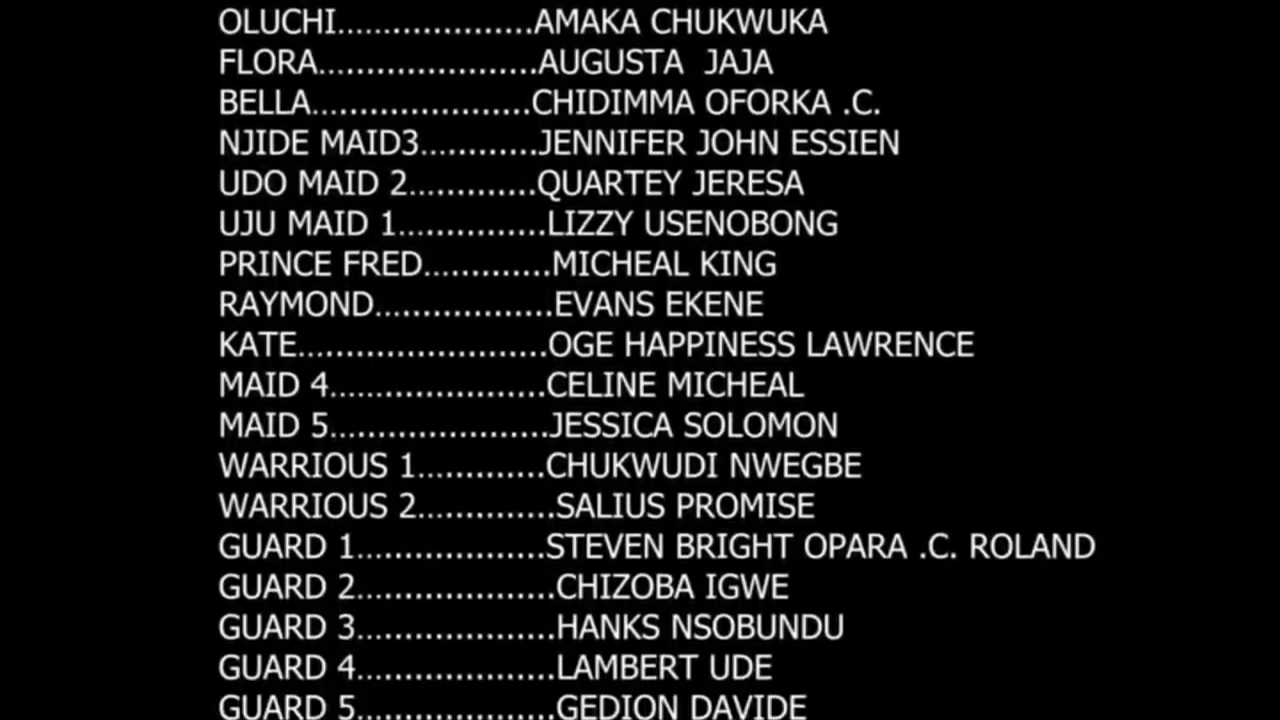 OLUCHI....................AMAKA CHUKWUKA
FLORA......................AUGUSTA  JAJA
BELLA......................CHIDIMMA OFORKA .C.
NJIDE MAID3............JENNIFER JOHN ESSIEN
UDO MAID 2.............QUARTEY JERESA
UJU MAID 1...............LIZZY USENOBONG
PRINCE FRED.............MICHEAL KING
RAYMOND..................EVANS EKENE
KATE.........................OGE HAPPINESS LAWRENCE
MAID 4......................CELINE MICHEAL
MAID 5......................JESSICA SOLOMON
WARRIOUS 1.............CHUKWUDI NWEGBE
WARRIOUS 2..............SALIUS PROMISE
GUARD 1...................STEVEN BRIGHT OPARA .C. ROLAND
GUARD 2....................CHIZOBA IGWE
GUARD 3....................HANKS NSOBUNDU
GUARD 4....................LAMBERT UDE
GUARD 5....................GEDION DAVIDE